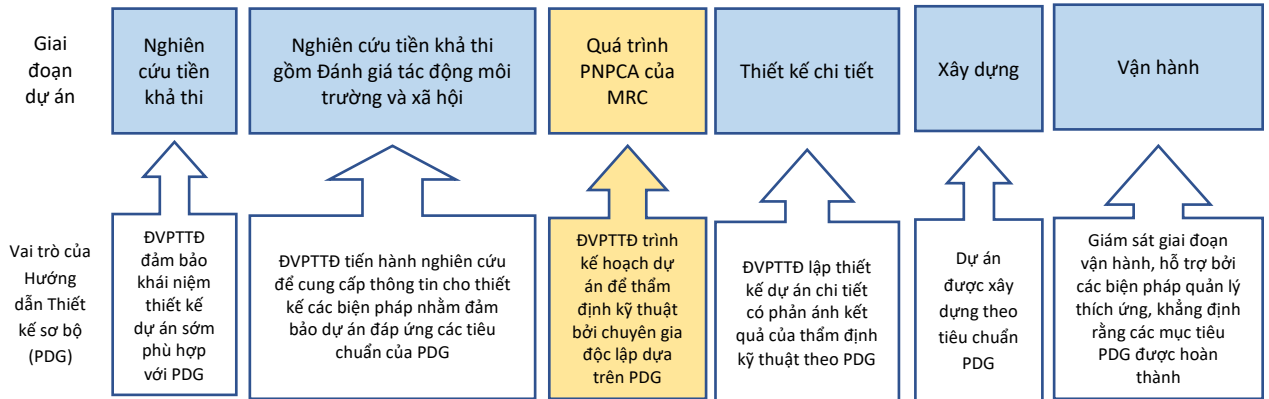 Giai
đoạn
dự án
Nghiên
cứu tiền
khả thi
Nghiên cứu tiền khả thi
gồm Đánh giá tác động môi
trường và xã hội
Quá trình
PNPCA của
MRC
Thiết kế chi tiết
Xây dựng
Vận hành
Vai trò của
Hướng
dẫn Thiết
kế sơ bộ
(PDG)
ĐVPTTĐ
đảm bảo
khái niệm
thiết kế
dự án sớm
phù hợp
với PDG
ĐVPTTĐ tiến hành nghiên cứu
để cung cấp thông tin cho thiết
kế các biện pháp nhằm đảm
bảo dự án đáp ứng các tiêu
chuẩn của PDG
ĐVPTTĐ trình
kế hoạch dự
án để thẩm
định kỹ thuật
bởi chuyên gia
độc lập dựa
trên PDG
ĐVPTTĐ lập thiết
kế dự án chi tiết
có phản ánh kết
quả của thẩm định
kỹ thuật theo PDG
Dự án
được xây
dựng theo
tiêu chuẩn
PDG
Giám sát giai đoạn
vận hành, hỗ trợ bởi
các biện pháp quản lý
thích ứng, khẳng định
rằng các mục tiêu
PDG được hoàn
thành